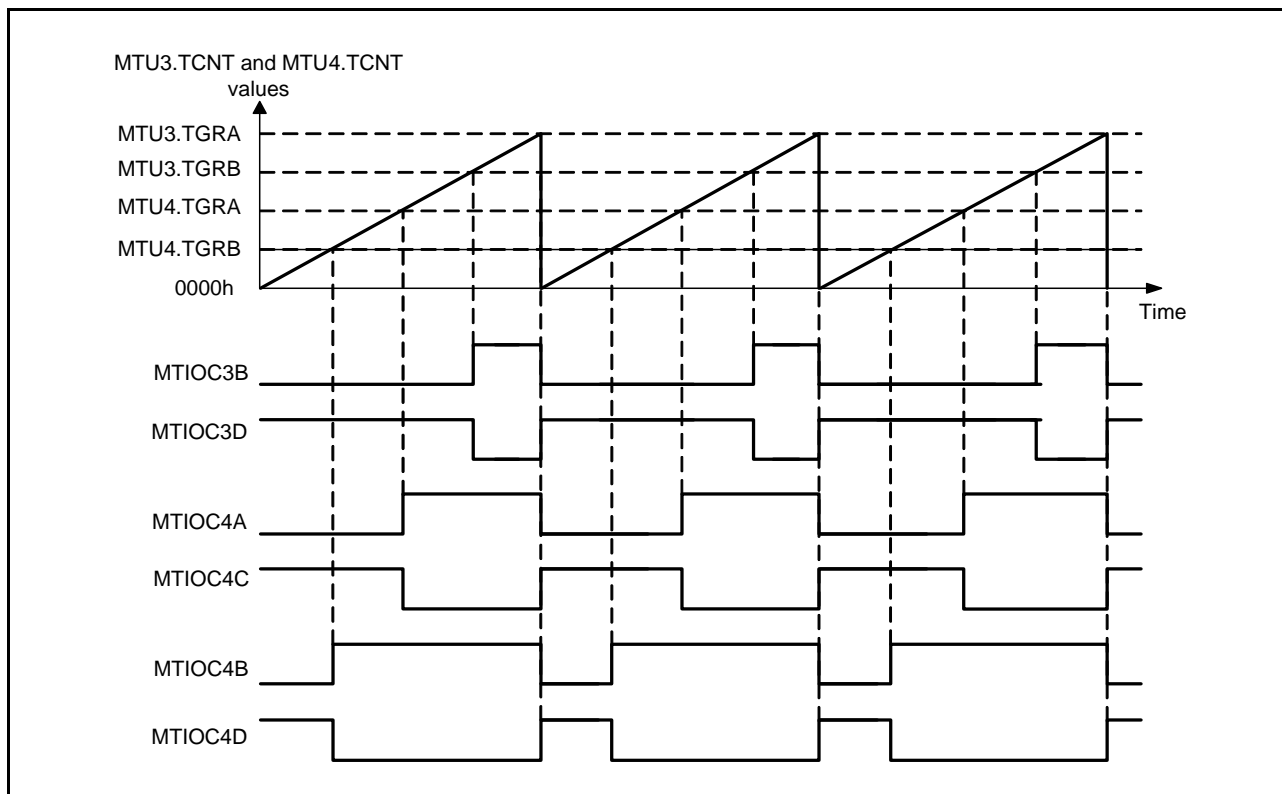 MTU3.TCNT and MTU4.TCNT
values
MTU3.TGRA
MTU3.TGRB
MTU4.TGRA
MTU4.TGRB
0000h
Time
MTIOC3B
MTIOC3D
MTIOC4A
MTIOC4C
MTIOC4B
MTIOC4D